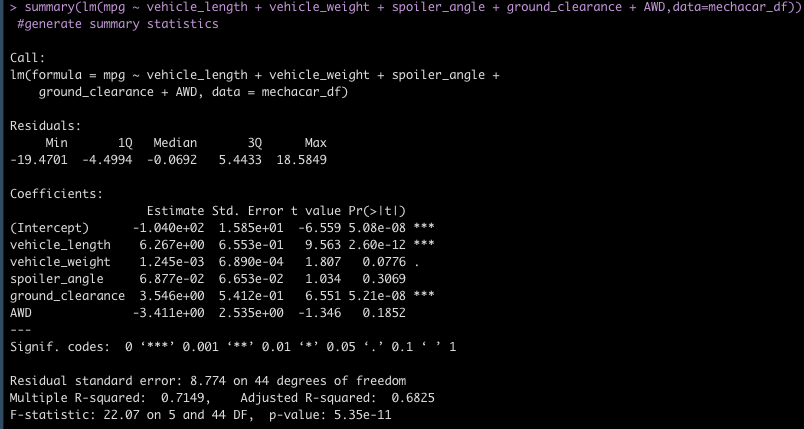 > summary(lm(mpg ~ vehicle_length + vehicle_weight + spoiler_angle + ground_clearance + AWD,data=mechacar_df))
 #generate summary statistics

Call:
lm(formula = mpg ~ vehicle_length + vehicle_weight + spoiler_angle + 
    ground_clearance + AWD, data = mechacar_df)

Residuals:
     Min       1Q   Median       3Q      Max 
-19.4701  -4.4994  -0.0692   5.4433  18.5849 

Coefficients:
                   Estimate Std. Error t value Pr(>|t|)    
(Intercept)      -1.040e+02  1.585e+01  -6.559 5.08e-08 ***
vehicle_length    6.267e+00  6.553e-01   9.563 2.60e-12 ***
vehicle_weight    1.245e-03  6.890e-04   1.807   0.0776 .  
spoiler_angle     6.877e-02  6.653e-02   1.034   0.3069    
ground_clearance  3.546e+00  5.412e-01   6.551 5.21e-08 ***
AWD              -3.411e+00  2.535e+00  -1.346   0.1852    
---
Signif. codes:  0 ‘***’ 0.001 ‘**’ 0.01 ‘*’ 0.05 ‘.’ 0.1 ‘ ’ 1

Residual standard error: 8.774 on 44 degrees of freedom
Multiple R-squared:  0.7149,	Adjusted R-squared:  0.6825 
F-statistic: 22.07 on 5 and 44 DF,  p-value: 5.35e-11